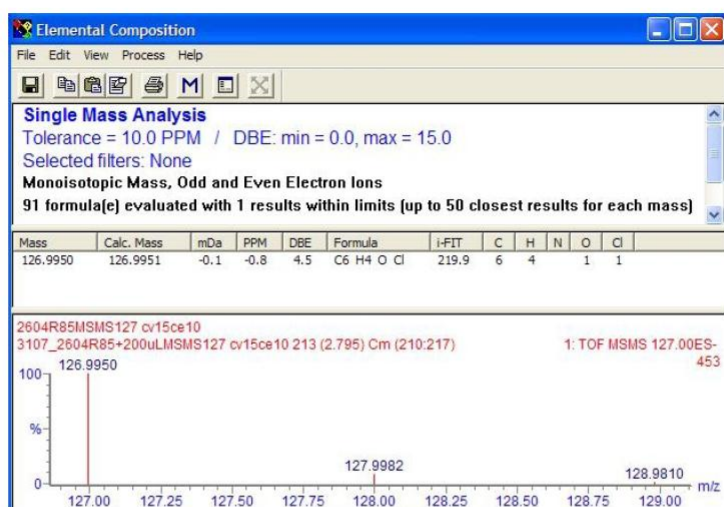 Elemental Composition
File Edit View Process Help
M
Single Mass Analysis
Tolerance = 10.0 PPM / DBE: min = 0.0, max = 15.0
Selected filters: None
Monoisotopic Mass, Odd and Even Electron Ions
91 formula(e) evaluated with 1 results within limits (up to 50 closest results for each mass)
Mass Calc. Mass mDa PPM DBE Formula i-FIT C H N O Cl
126.9950 126.9951 -0.1 -0.8 4.5 C6 H4 O Cl 219.9 6 4 1 1
2604R85MSMS127 cv15ce10
3107_2604R85+200uLMSMS127 cv15ce10 213 (2.795) Cm (210:217) 1: TOF MSMS 127.00ES-
453
126.9950
100
%
127.9982
128.9810
0
m/z
127.00 127.25 127.50 127.75 128.00 128.25 128.50 128.75 129.00